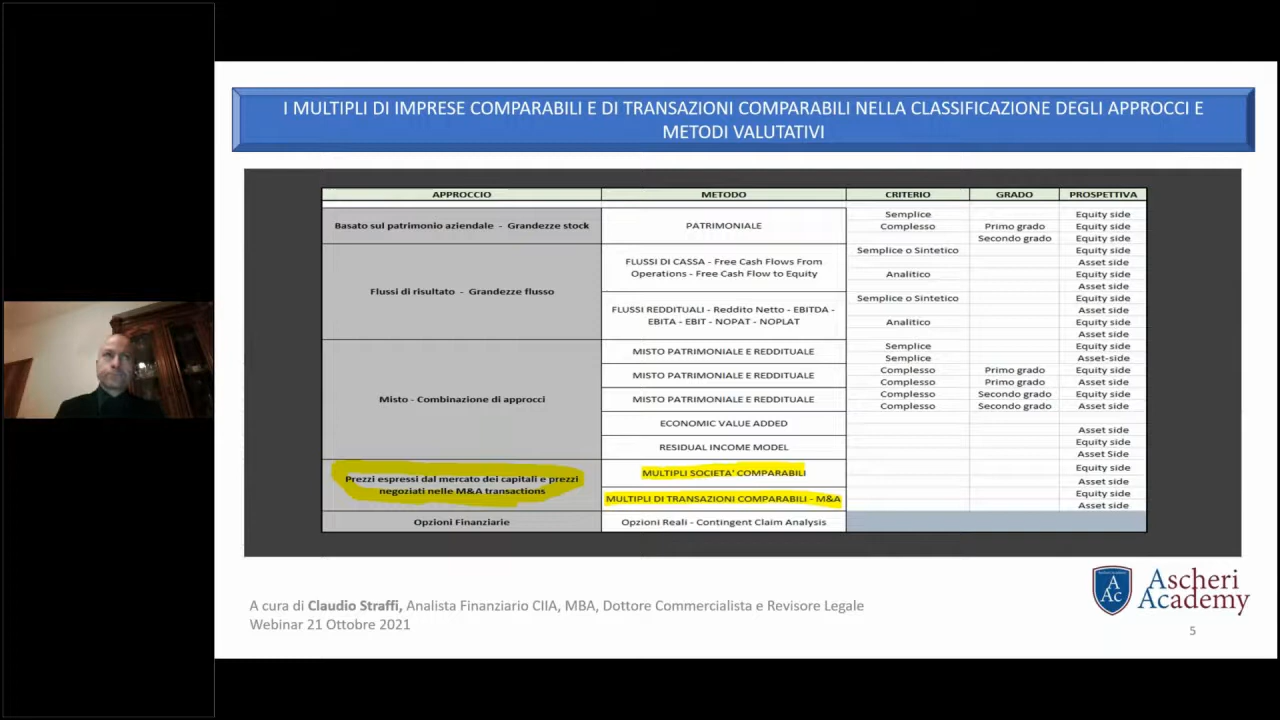 I MULTIPLI DI IMPRESE COMPARABILI E DI TRANSAZIONI COMPARABILI NELLA CLASSIFICAZIONE DEGLI APPROCCI E
METODI VALUTATIVI
APPROCCIO METODO CRITERIO GRADO PROSPETTIVA
Basato sul patrimonio aziendale - Grandezze stock
PATRIMONIALE
Semplice Equity side
Complesso Primo grado Equity side
Secondo grado Equity side
Flussi di risultato - Grandezze flusso
FLUSSI DI CASSA - Free Cash Flows From
Operations - Free Cash Flow to Equity
Semplice o Sintetico Equity side
Asset side
Analitico Equity side
Asset side
FLUSSI REDDITUALI - Reddito Netto - EBITDA -
EBITA - EBIT - NOPAT - NOPLAT
Semplice o Sintetico Equity side
Asset side
Analitico Equity side
Asset side
Misto - Combinazione di approcci
MISTO PATRIMONIALE E REDDITUALE
Semplice Equity side
Semplice Asset-side
MISTO PATRIMONIALE E REDDITUALE
Complesso Primo grado Equity side
Complesso Primo grado Asset side
MISTO PATRIMONIALE E REDDITUALE
Complesso Secondo grado Equity side
Complesso Secondo grado Asset side
ECONOMIC VALUE ADDED
Asset side
RESIDUAL INCOME MODEL
Equity side
Asset Side
Prezzi espressi dal mercato dei capitali e prezzi
negoziati nelle M&A transactions
MULTIPLI SOCIETA' COMPARABILI
Equity side
Asset side
MULTIPLI DI TRANSAZIONI COMPARABILI - M&A
Equity side
Asset side
Opzioni Finanziarie Opzioni Reali - Contingent Claim Analysis
A cura di Claudio Straffi, Analista Finanziario CIIA, MBA, Dottore Commercialista e Revisore Legale
Webinar 21 Ottobre 2021
A
Ac
Ascheri
Academy
5